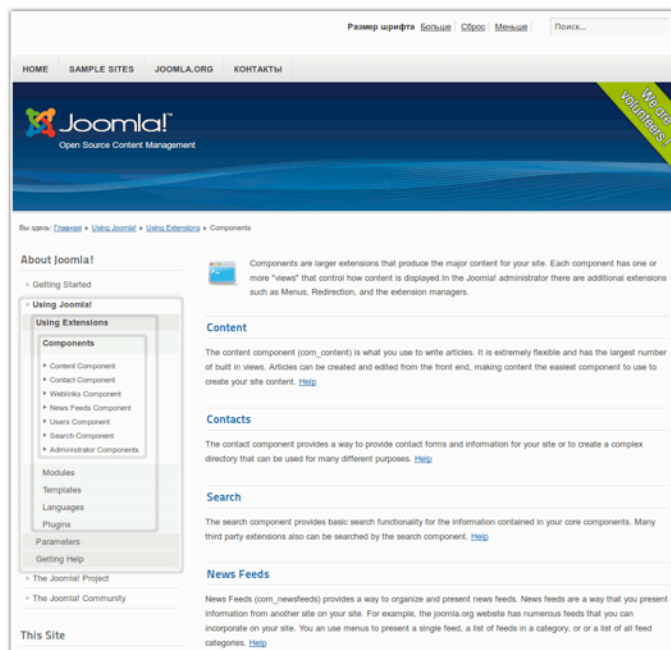 Размер шрифта Больше Сброс Меньше Поиск...
HOME SAMPLE SITES JOOMLA.ORG КОНТАКТЫ
We are
volunteers!
Joomla!™
Open Source Content Management
Вы здесь: Главная Using Joomla! Using Extensions Components
About Joomla!
Getting Started
Using Joomla!
Using Extensions
Components
Content Component
Contact Component
Weblinks Component
News Feeds Component
Users Component
Search Component
Administrator Components
Modules
Templates
Languages
Plugins
Parameters
Getting Help
The Joomla! Project
The Joomla! Community
This Site
Components are larger extensions that produce the major content for your site. Each component has one or
more "views" that control how content is displayed.In the Joomla! administrator there are additional extensions
such as Menus, Redirection, and the extension managers.
Content
The content component (com_content) is what you use to write articles. It is extremely flexible and has the largest number
of built in views. Articles can be created and edited from the front end, making content the easiest component to use to
create your site content. Help
Contacts
The contact component provides a way to provide contact forms and information for your site or to create a complex
directory that can be used for many different purposes. Help
Search
The search component provides basic search functionality for the information contained in your core components. Many
third party extensions also can be searched by the search component. Help
News Feeds
News Feeds (com_newsfeeds) provides a way to organize and present news feeds. News feeds are a way that you present
information from another site on your site. For example, the joomla.org website has numerous feeds that you can
incorporate on your site. You an use menus to present a single feed, a list of feeds in a category, or or a list of all feed
categories. Help